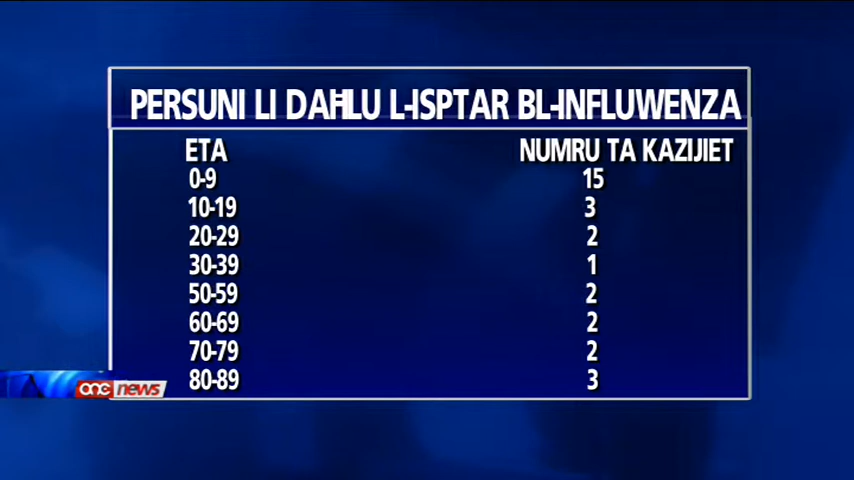 PERSUNI LI DAĦLU L-ISPTAR BL-INFLUWENZA
ETA NUMRU TA KAZIJIET
0-9 15
10-19 3
20-29 2
30-39 1
50-59 2
60-69 2
70-79 2
80-89 3
one news